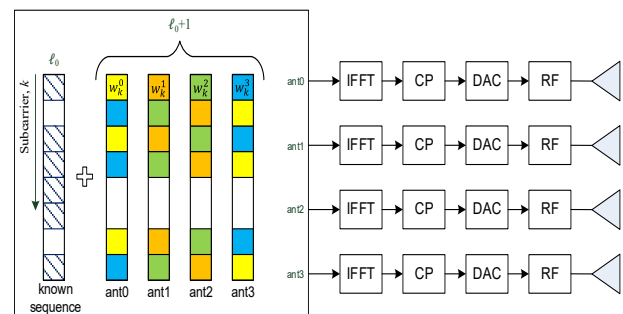 ℓ₀+1
ℓ₀
Subcarrier, k
w_k^0 w_k^1 w_k^2 w_k^3
known
sequence
ant0 ant1 ant2 ant3
ant0 IFFT CP DAC RF
ant1 IFFT CP DAC RF
ant2 IFFT CP DAC RF
ant3 IFFT CP DAC RF